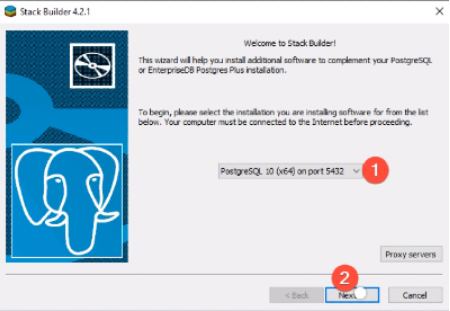 Stack Builder 4.2.1
Welcome to Stack Builder!
This wizard will help you install additional software to complement your PostgreSQL
or EnterpriseDB Postgres Plus installation.
To begin, please select the installation you are installing software for from the list
below. Your computer must be connected to the Internet before proceeding.
PostgreSQL 10 (x64) on port 5432
1
Proxy servers
2
< Back
Next
Cancel